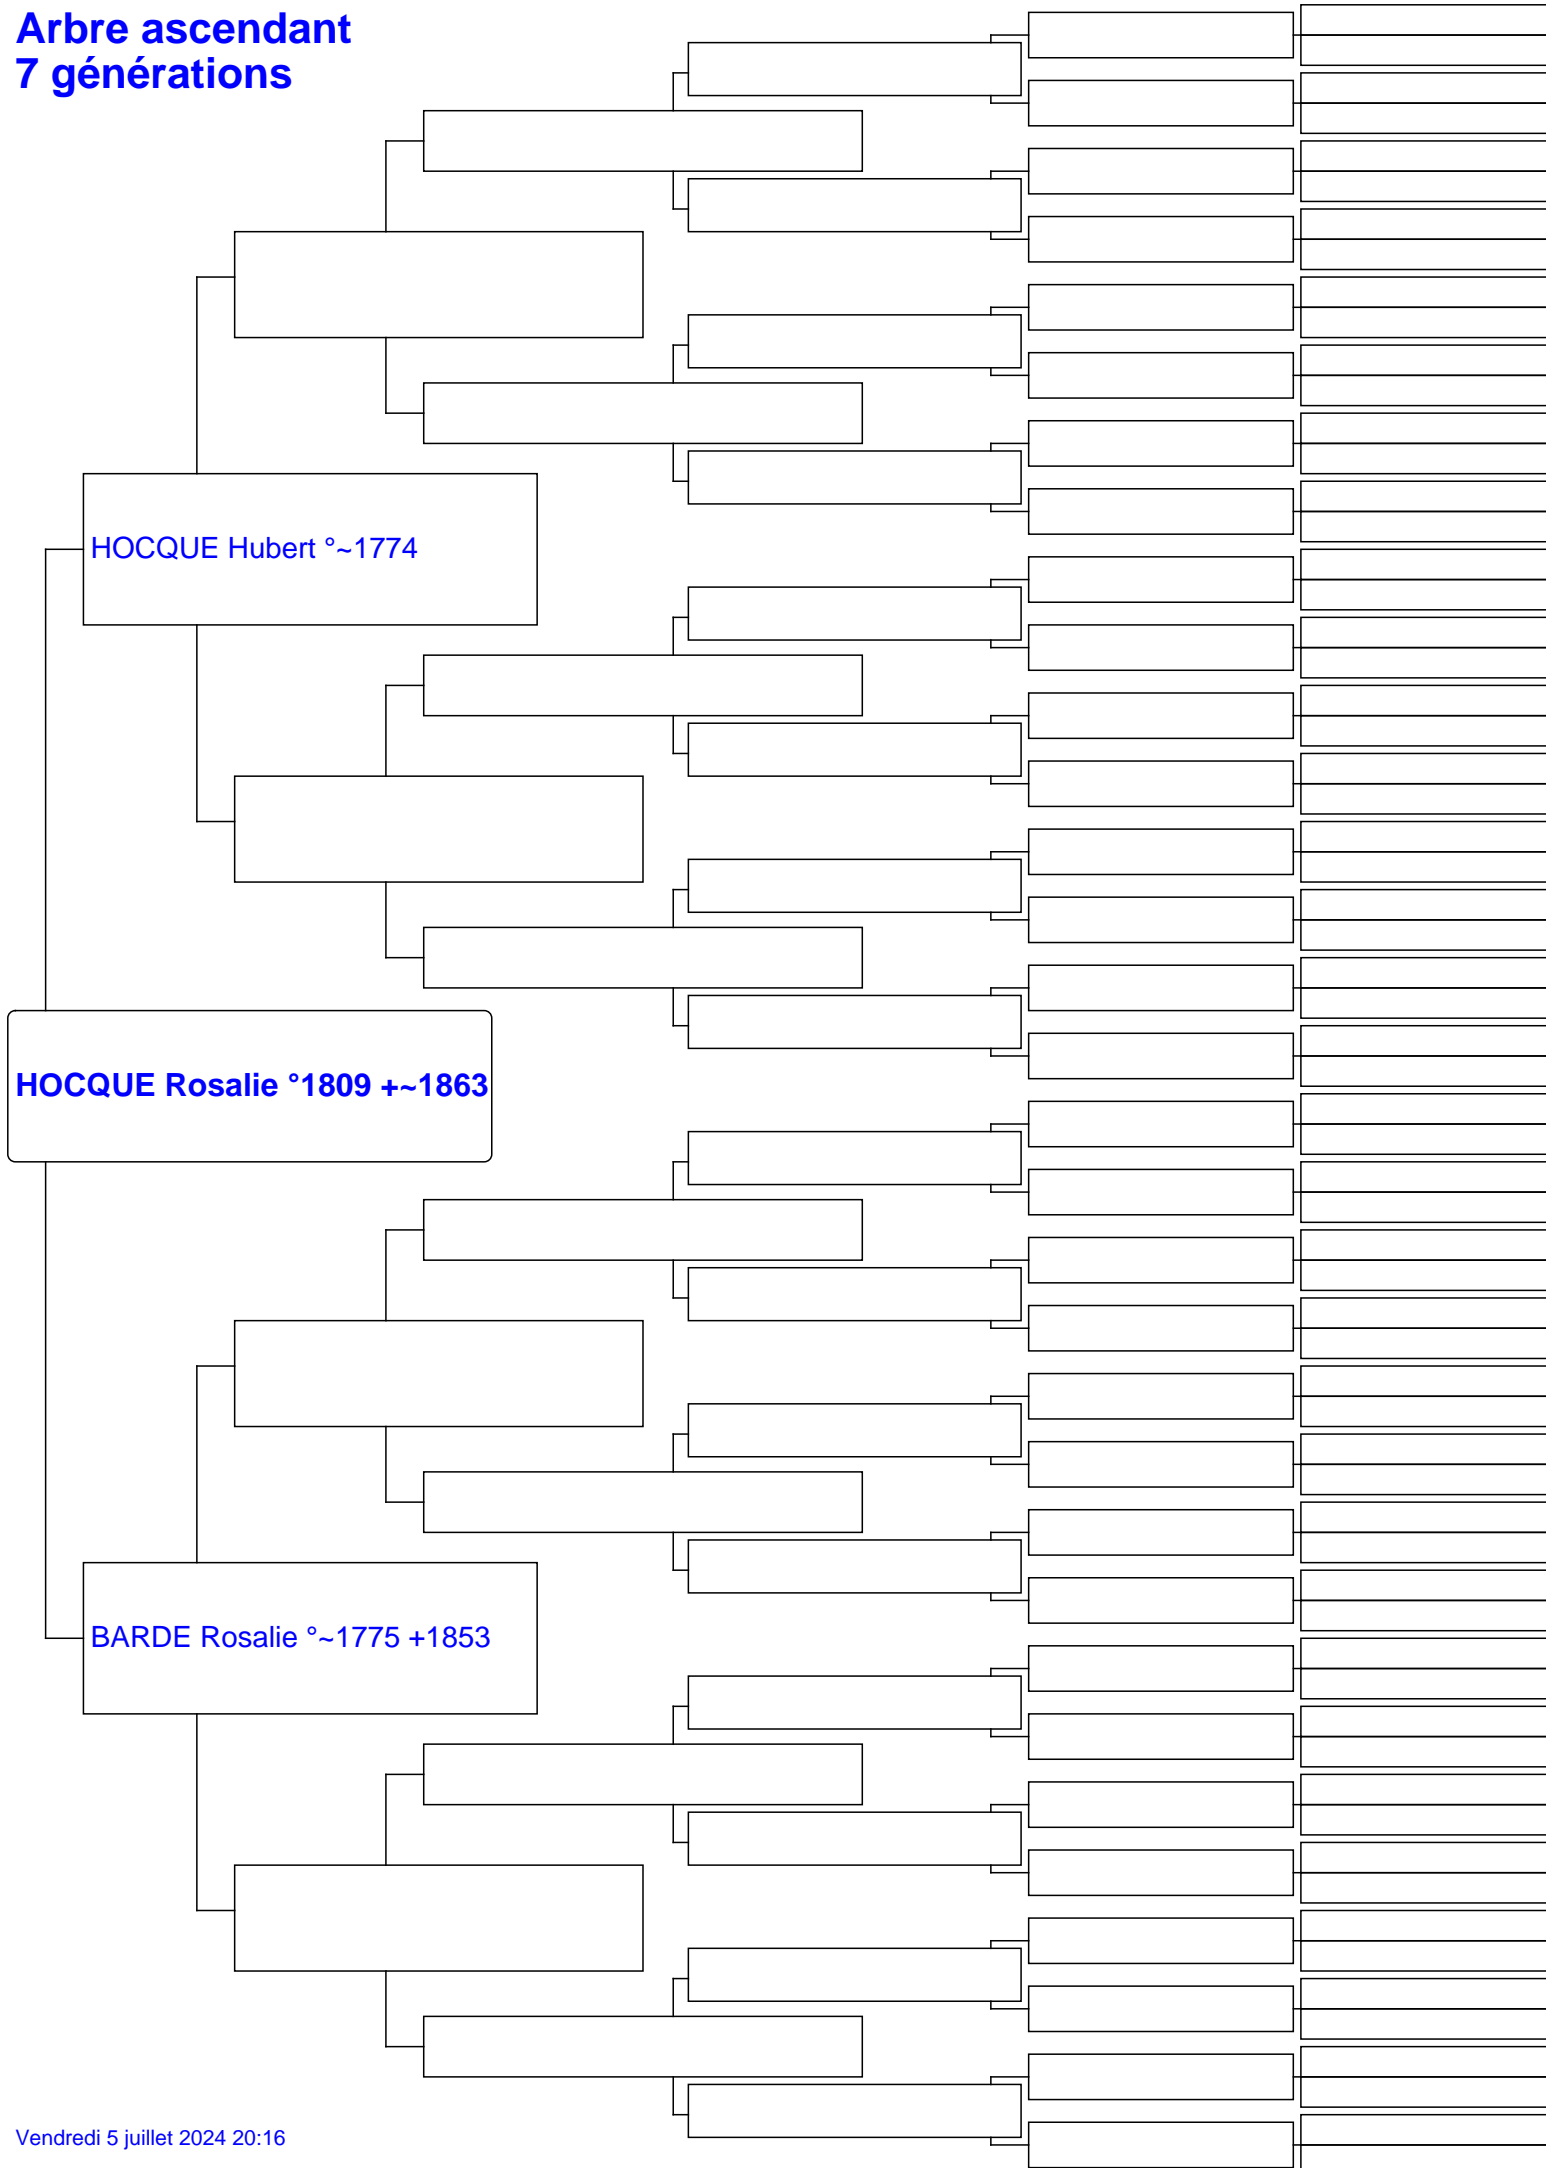 Arbre ascendant
7 générations
HOCQUE Hubert °~1774
HOCQUE Rosalie °1809 +~1863
BARDE Rosalie °~1775 +1853
Vendredi 5 juillet 2024 20:16